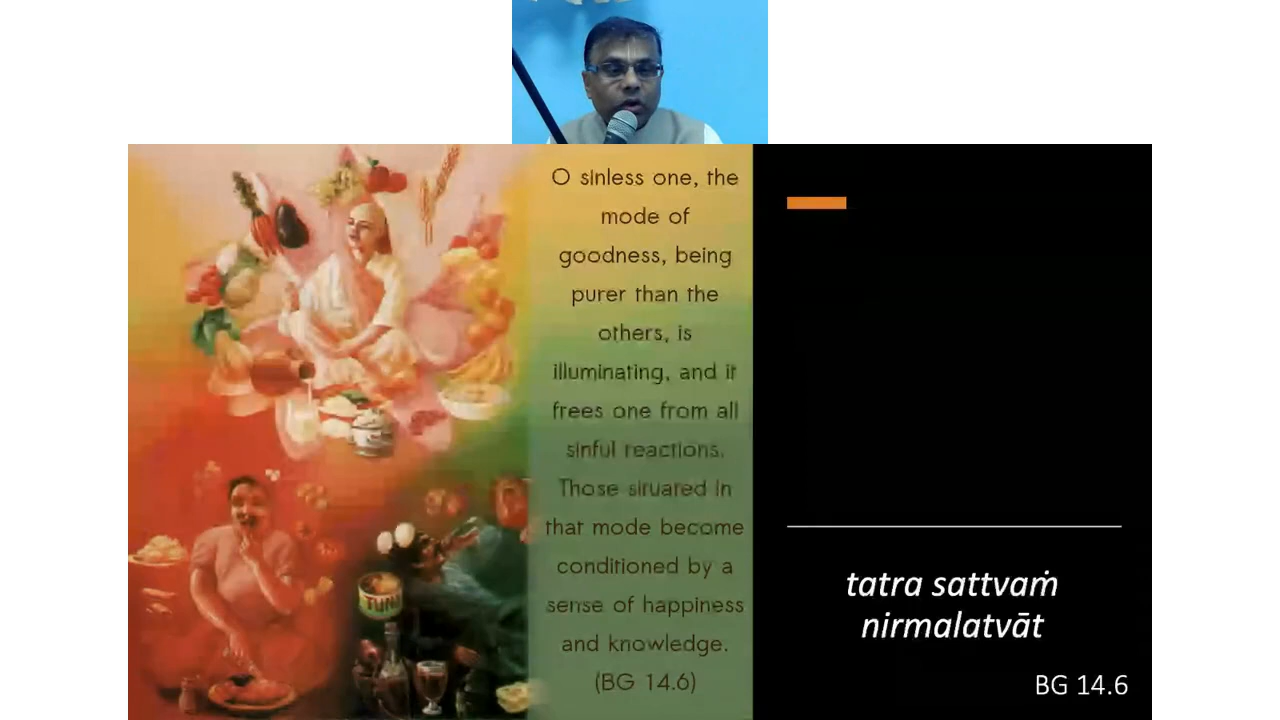 O sinless one, the
mode of
goodness, being
purer than the
others, is
illuminating, and it
frees one from all
sinful reactions.
Those situated in
that mode become
conditioned by a
sense of happiness
and knowledge.
(BG 14.6)
TUNA
tatra sattvaṁ
nirmalatvāt
BG 14.6